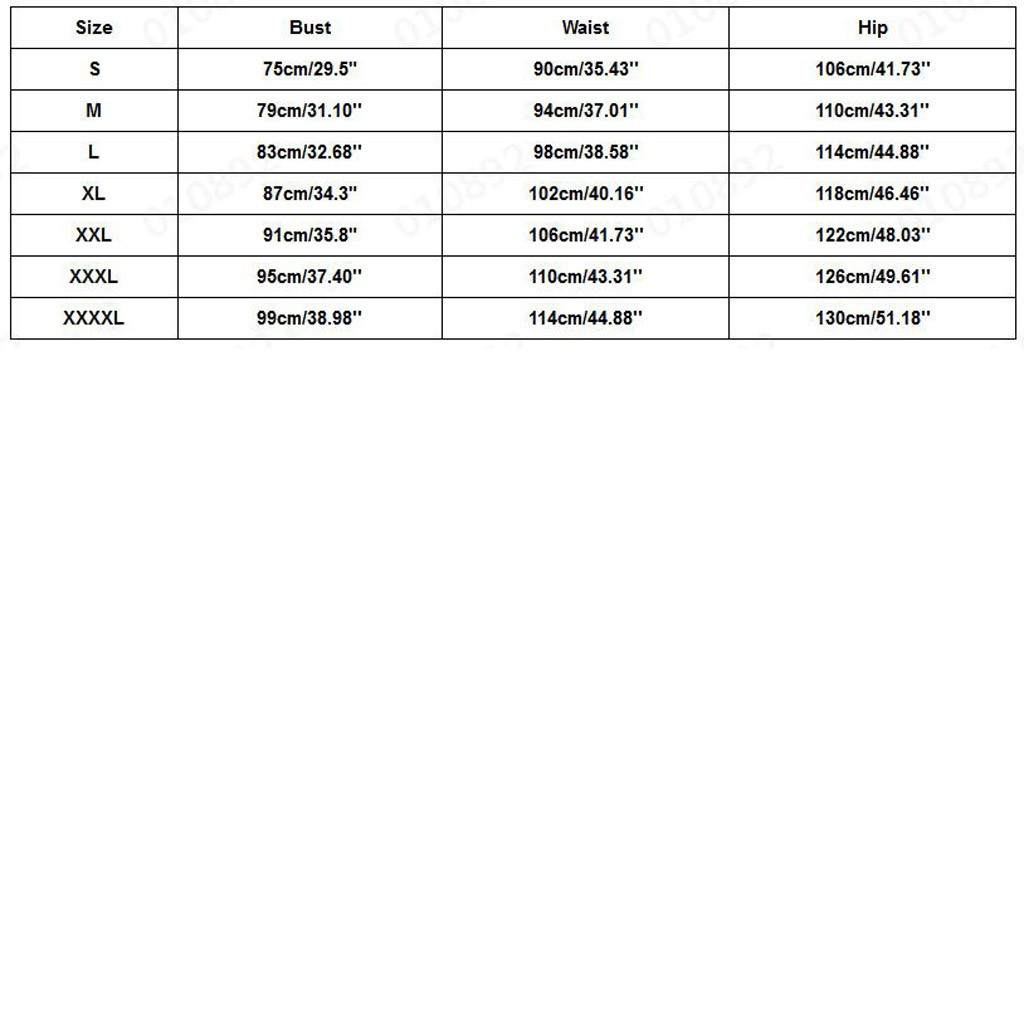 Size Bust Waist Hip
S 75cm/29.5" 90cm/35.43'' 106cm/41.73''
M 79cm/31.10'' 94cm/37.01'' 110cm/43.31''
L 83cm/32.68'' 98cm/38.58'' 114cm/44.88''
XL 87cm/34.3" 102cm/40.16'' 118cm/46.46''
XXL 91cm/35.8" 106cm/41.73'' 122cm/48.03''
XXXL 95cm/37.40'' 110cm/43.31'' 126cm/49.61''
XXXXL 99cm/38.98'' 114cm/44.88'' 130cm/51.18''
010892